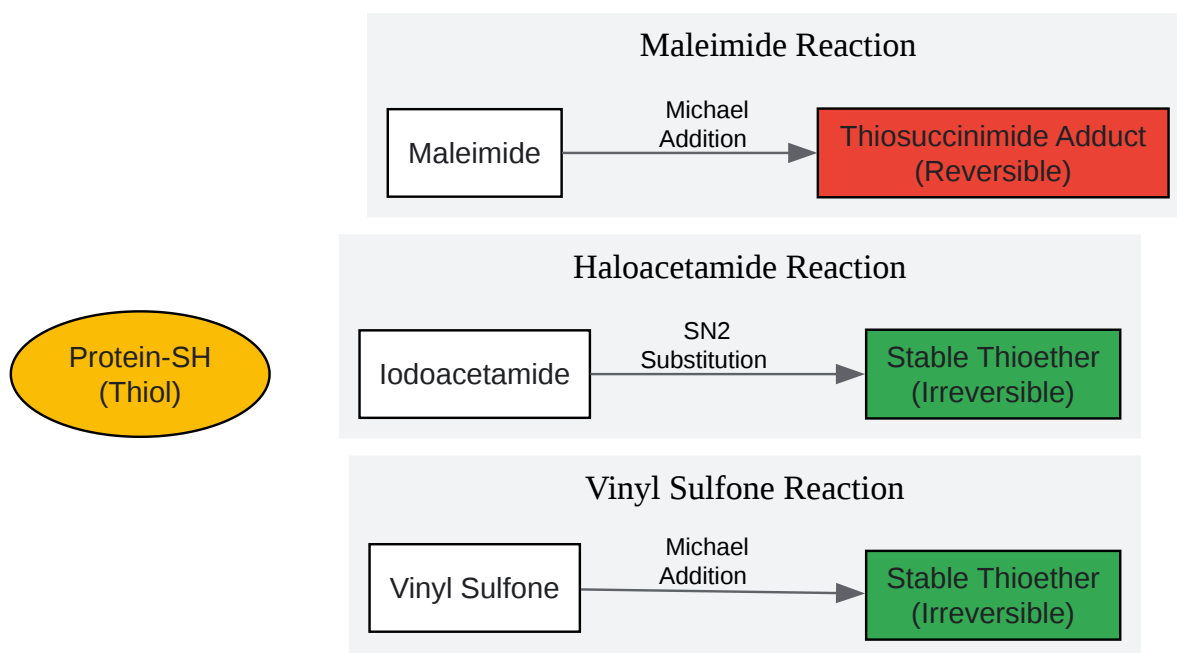 Maleimide Reaction
Maleimide
Michael
Addition
Thiosuccinimide Adduct
(Reversible)
Haloacetamide Reaction
Protein-SH
(Thiol)
Iodoacetamide
SN2
Substitution
Stable Thioether
(Irreversible)
Vinyl Sulfone Reaction
Vinyl Sulfone
Michael
Addition
Stable Thioether
(Irreversible)